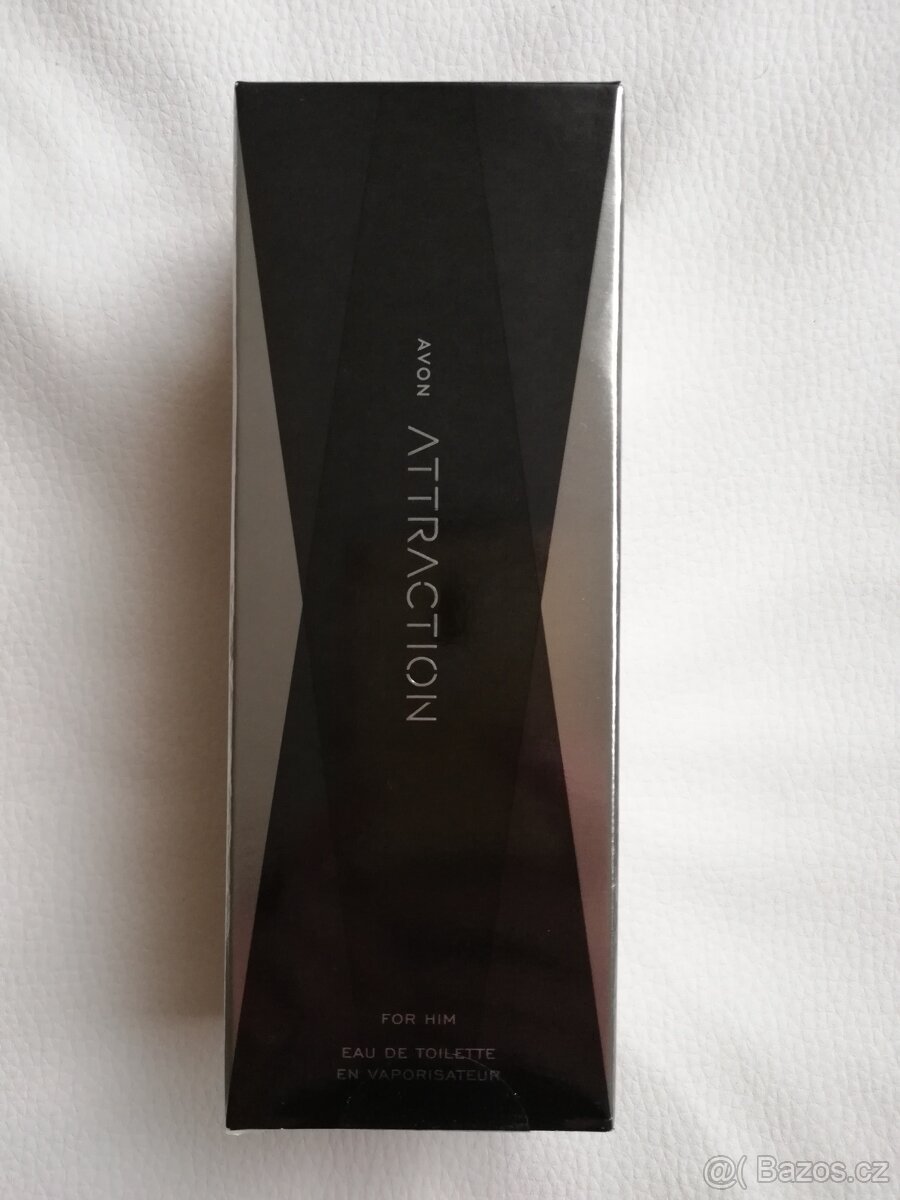 AVON ATTRACTION
FOR HIM
EAU DE TOILETTE
EN VAPORISATEUR
@( Bazos.cz